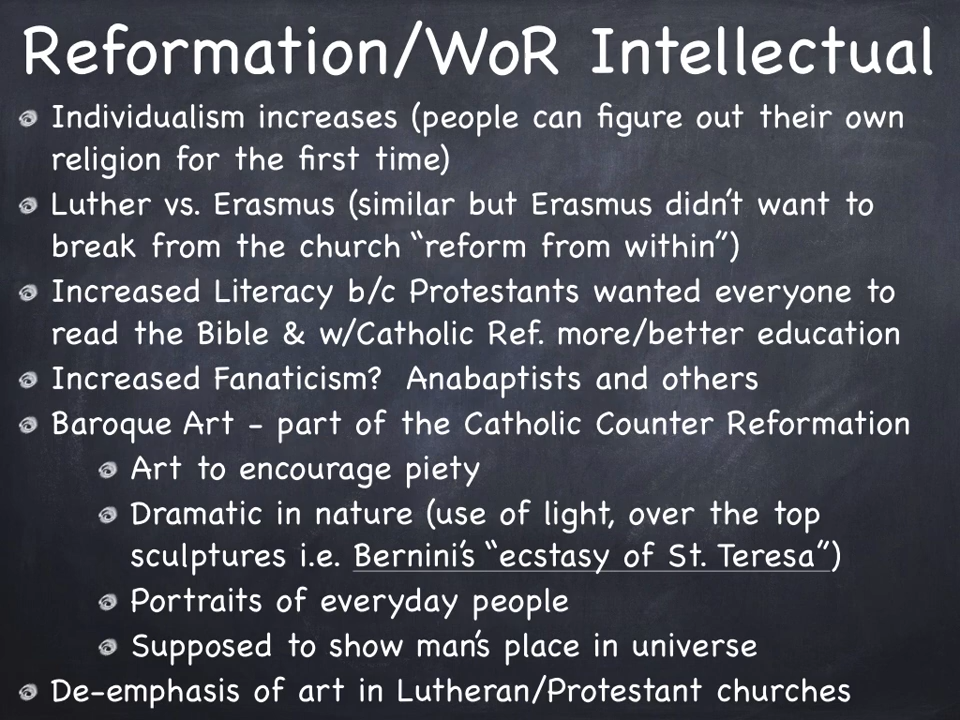 Reformation/WoR Intellectual
Individualism increases (people can figure out their own
religion for the first time)
Luther vs. Erasmus (similar but Erasmus didn't want to
break from the church “reform from within”)
Increased Literacy b/c Protestants wanted everyone to
read the Bible & w/Catholic Ref. more/better education
Increased Fanaticism? Anabaptists and others
Baroque Art - part of the Catholic Counter Reformation
Art to encourage piety
Dramatic in nature (use of light, over the top
sculptures i.e. Bernini's “ecstasy of St. Teresa”)
Portraits of everyday people
Supposed to show man's place in universe
De-emphasis of art in Lutheran/Protestant churches